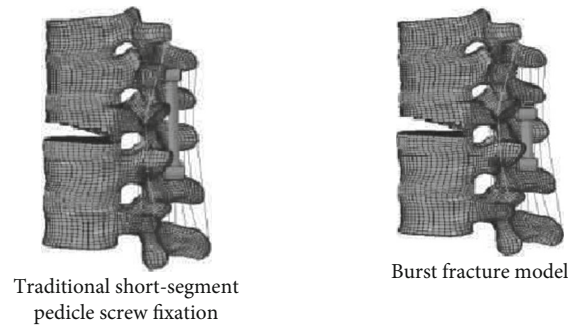 Traditional short-segment
pedicle screw fixation
Burst fracture model